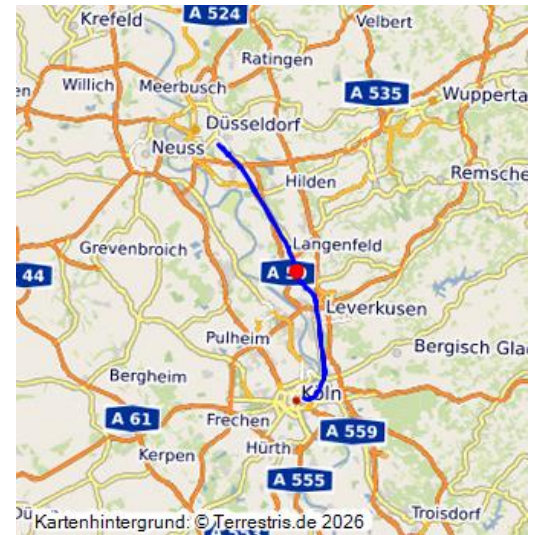 A 524
Krefeld
Velbert
Ratingen
Willich
Meerbusch
A 535
Wupperta
Düsseldorf
Neuss
Hilden
Remsche
Grevenbroich
Langenfeld
44
A 5
Leverkusen
Pulheim
Bergisch Gla
Bergheim
Köln
A 61
Frechen
A 559
Hürth
Kerpen
A 555
Troisdorf
Kartenhintergrund: © Terrestris.de 2026